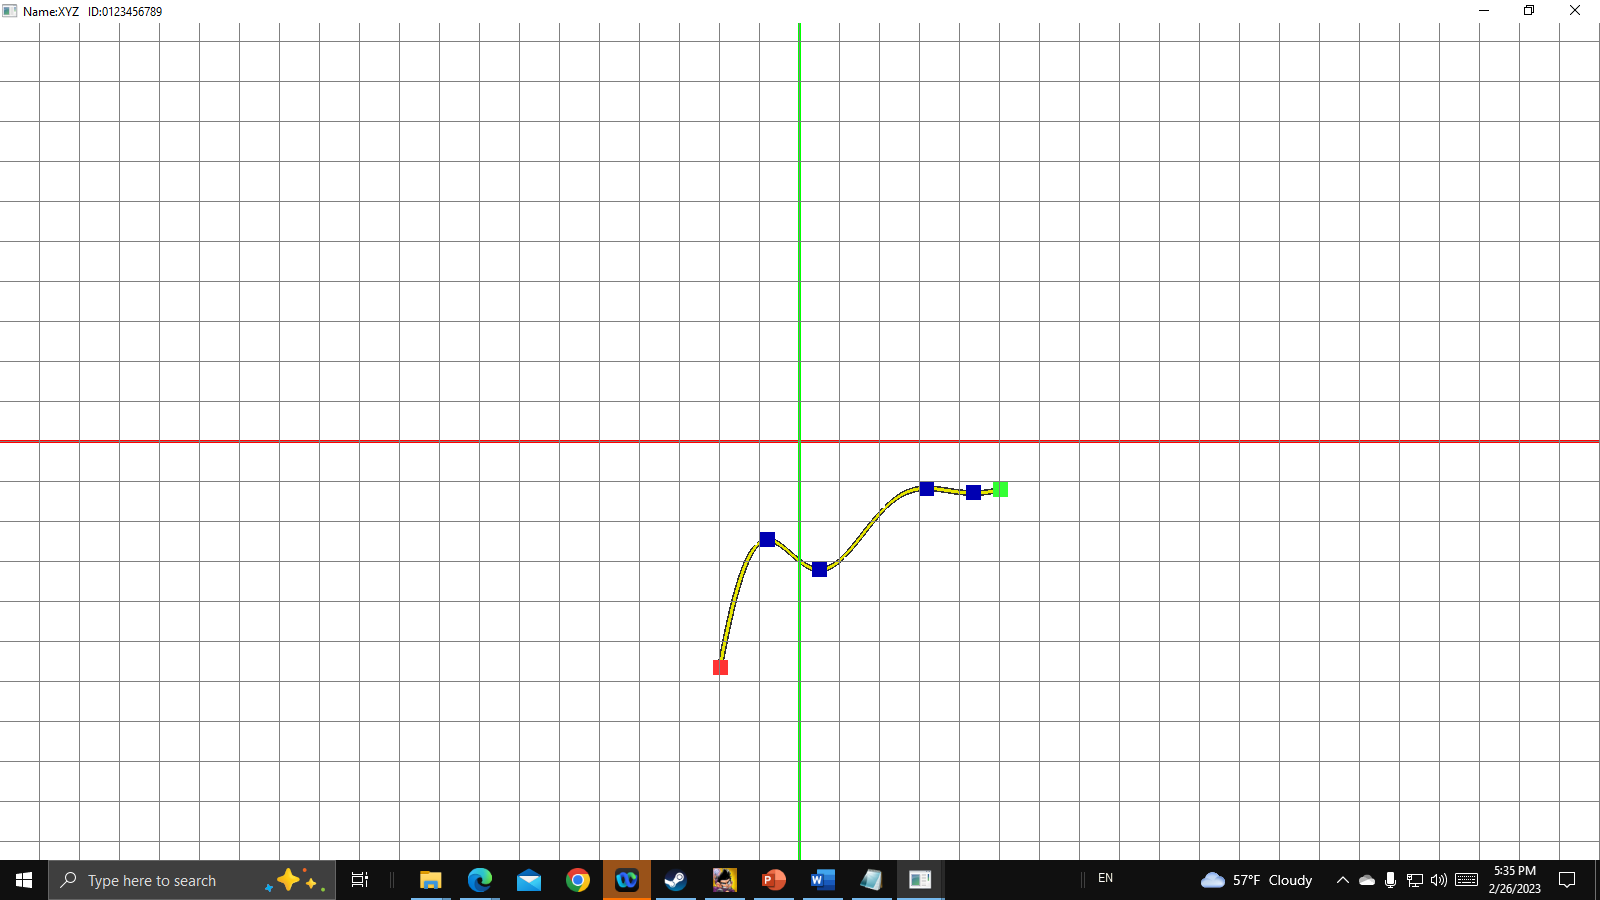 Name:XYZ ID:0123456789
Type here to search
P
W
EN
57°F Cloudy
5:35 PM
2/26/2023